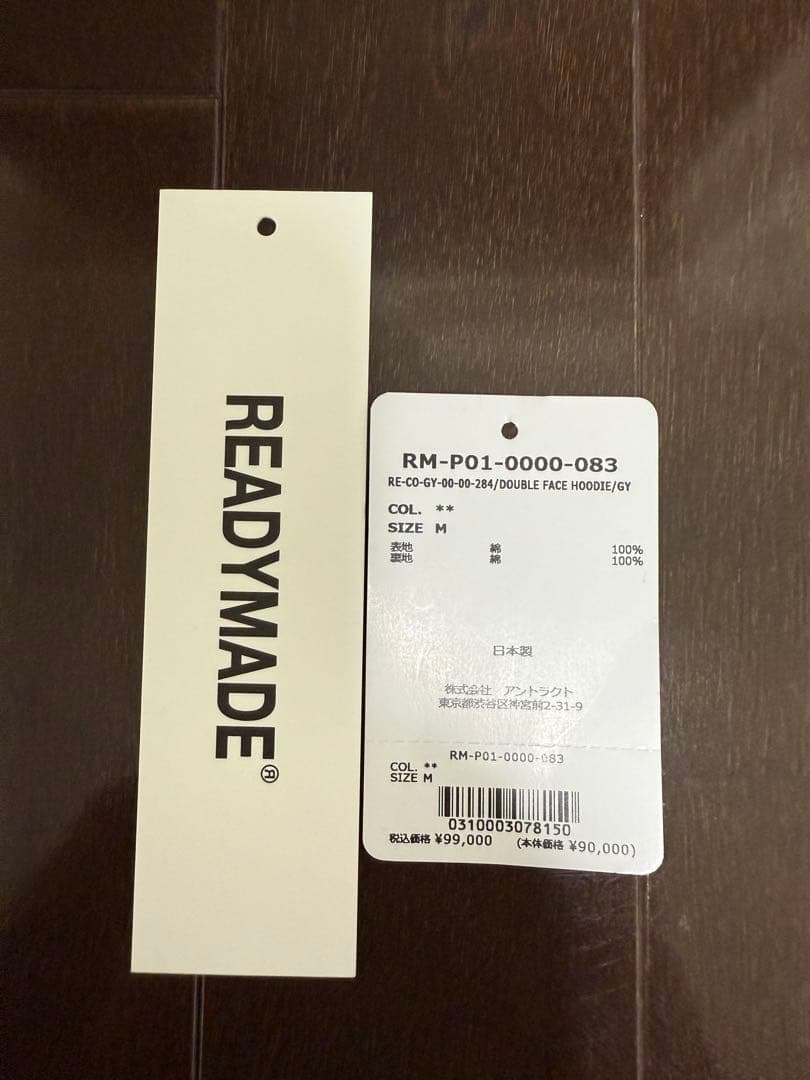 READYMADE®
RM-P01-0000-083
RE-CO-GY-00-00-284/DOUBLE FACE HOODIE/GY
COL. **
SIZE M
表地 綿 100%
裏地 綿 100%
日本製
株式会社 アントラクト
東京都渋谷区神宮前2-31-9
RM-P01-0000-083
COL. **
SIZE M
0310003078150
税込価格 ¥99,000 (本体価格 ¥90,000)